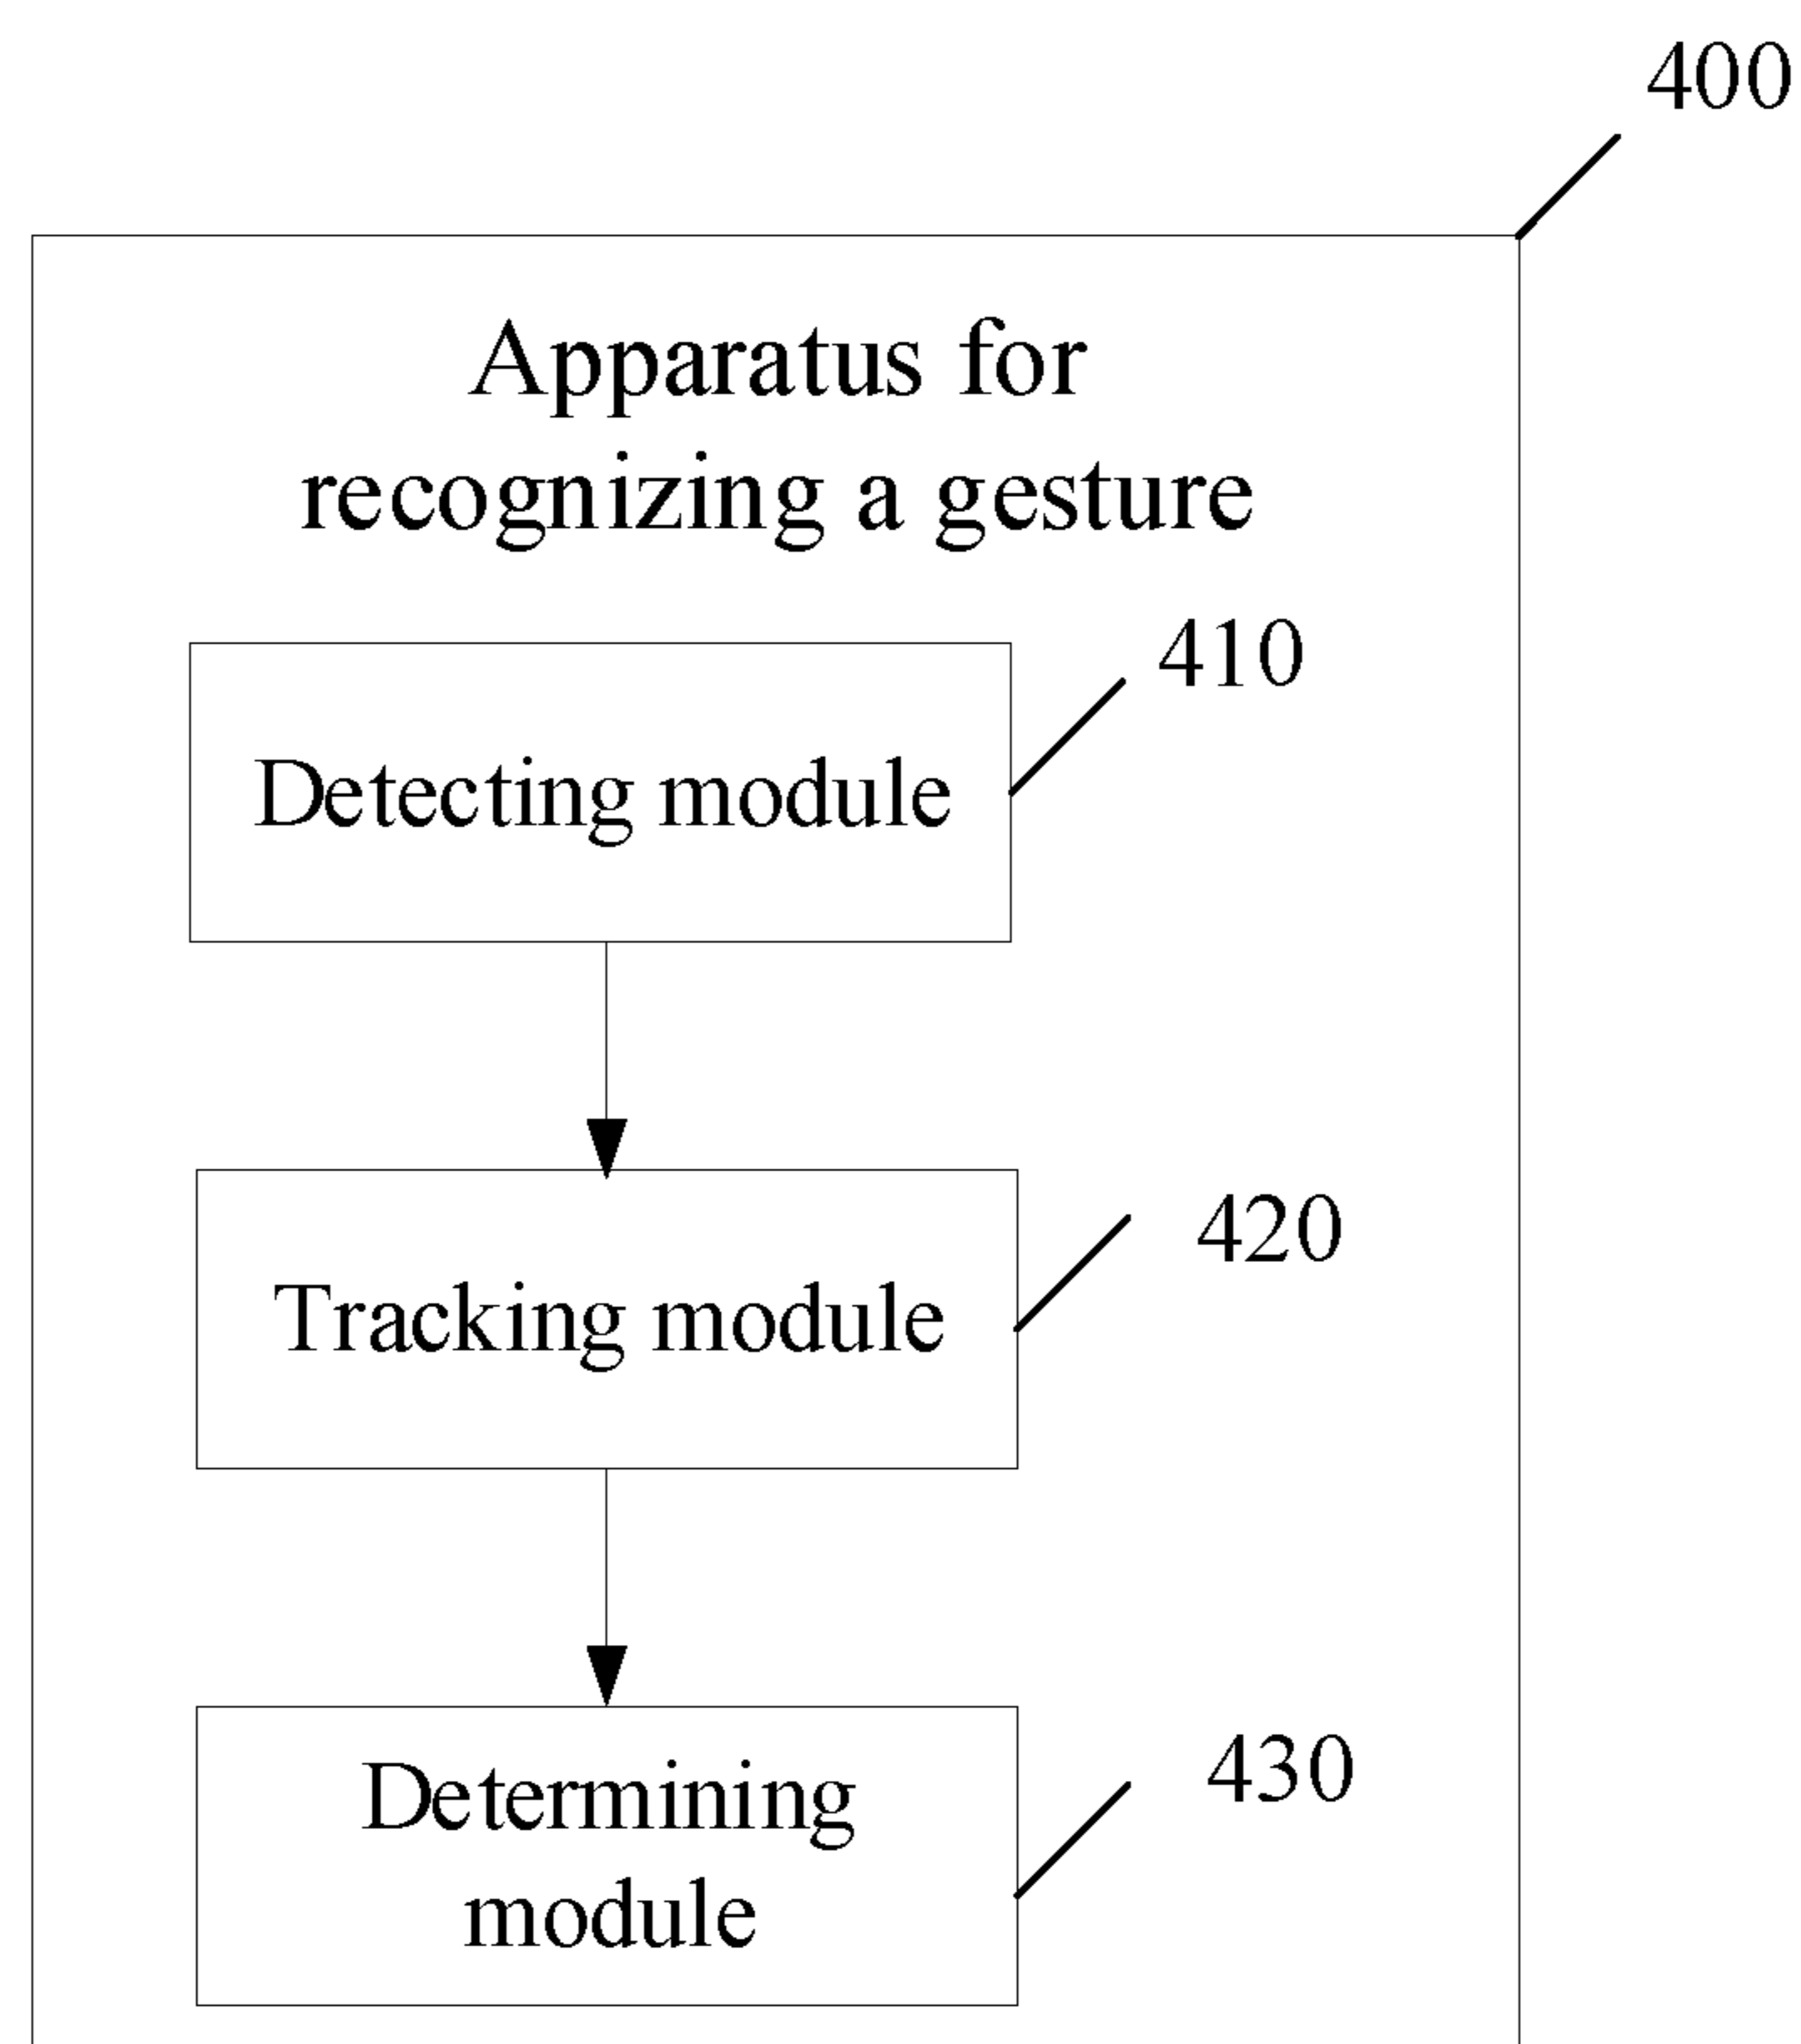 400
Apparatus for
recognizing a gesture
410
Detecting module
420
Tracking module
430
Determining
module